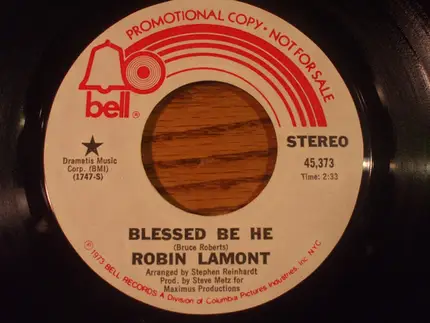 PROMOTIONAL COPY · NOT FOR SALE
bell®
STEREO
45,373
Time: 2:33
★
Dramatis Music
Corp. (BMI)
(1747-S)
BLESSED BE HE
(Bruce Roberts)
ROBIN LAMONT
Arranged by Stephen Reinhardt
Prod. by Steve Metz for
Maximus Productions
©1973 BELL RECORDS A Division of Columbia Pictures Industries, Inc. NYC